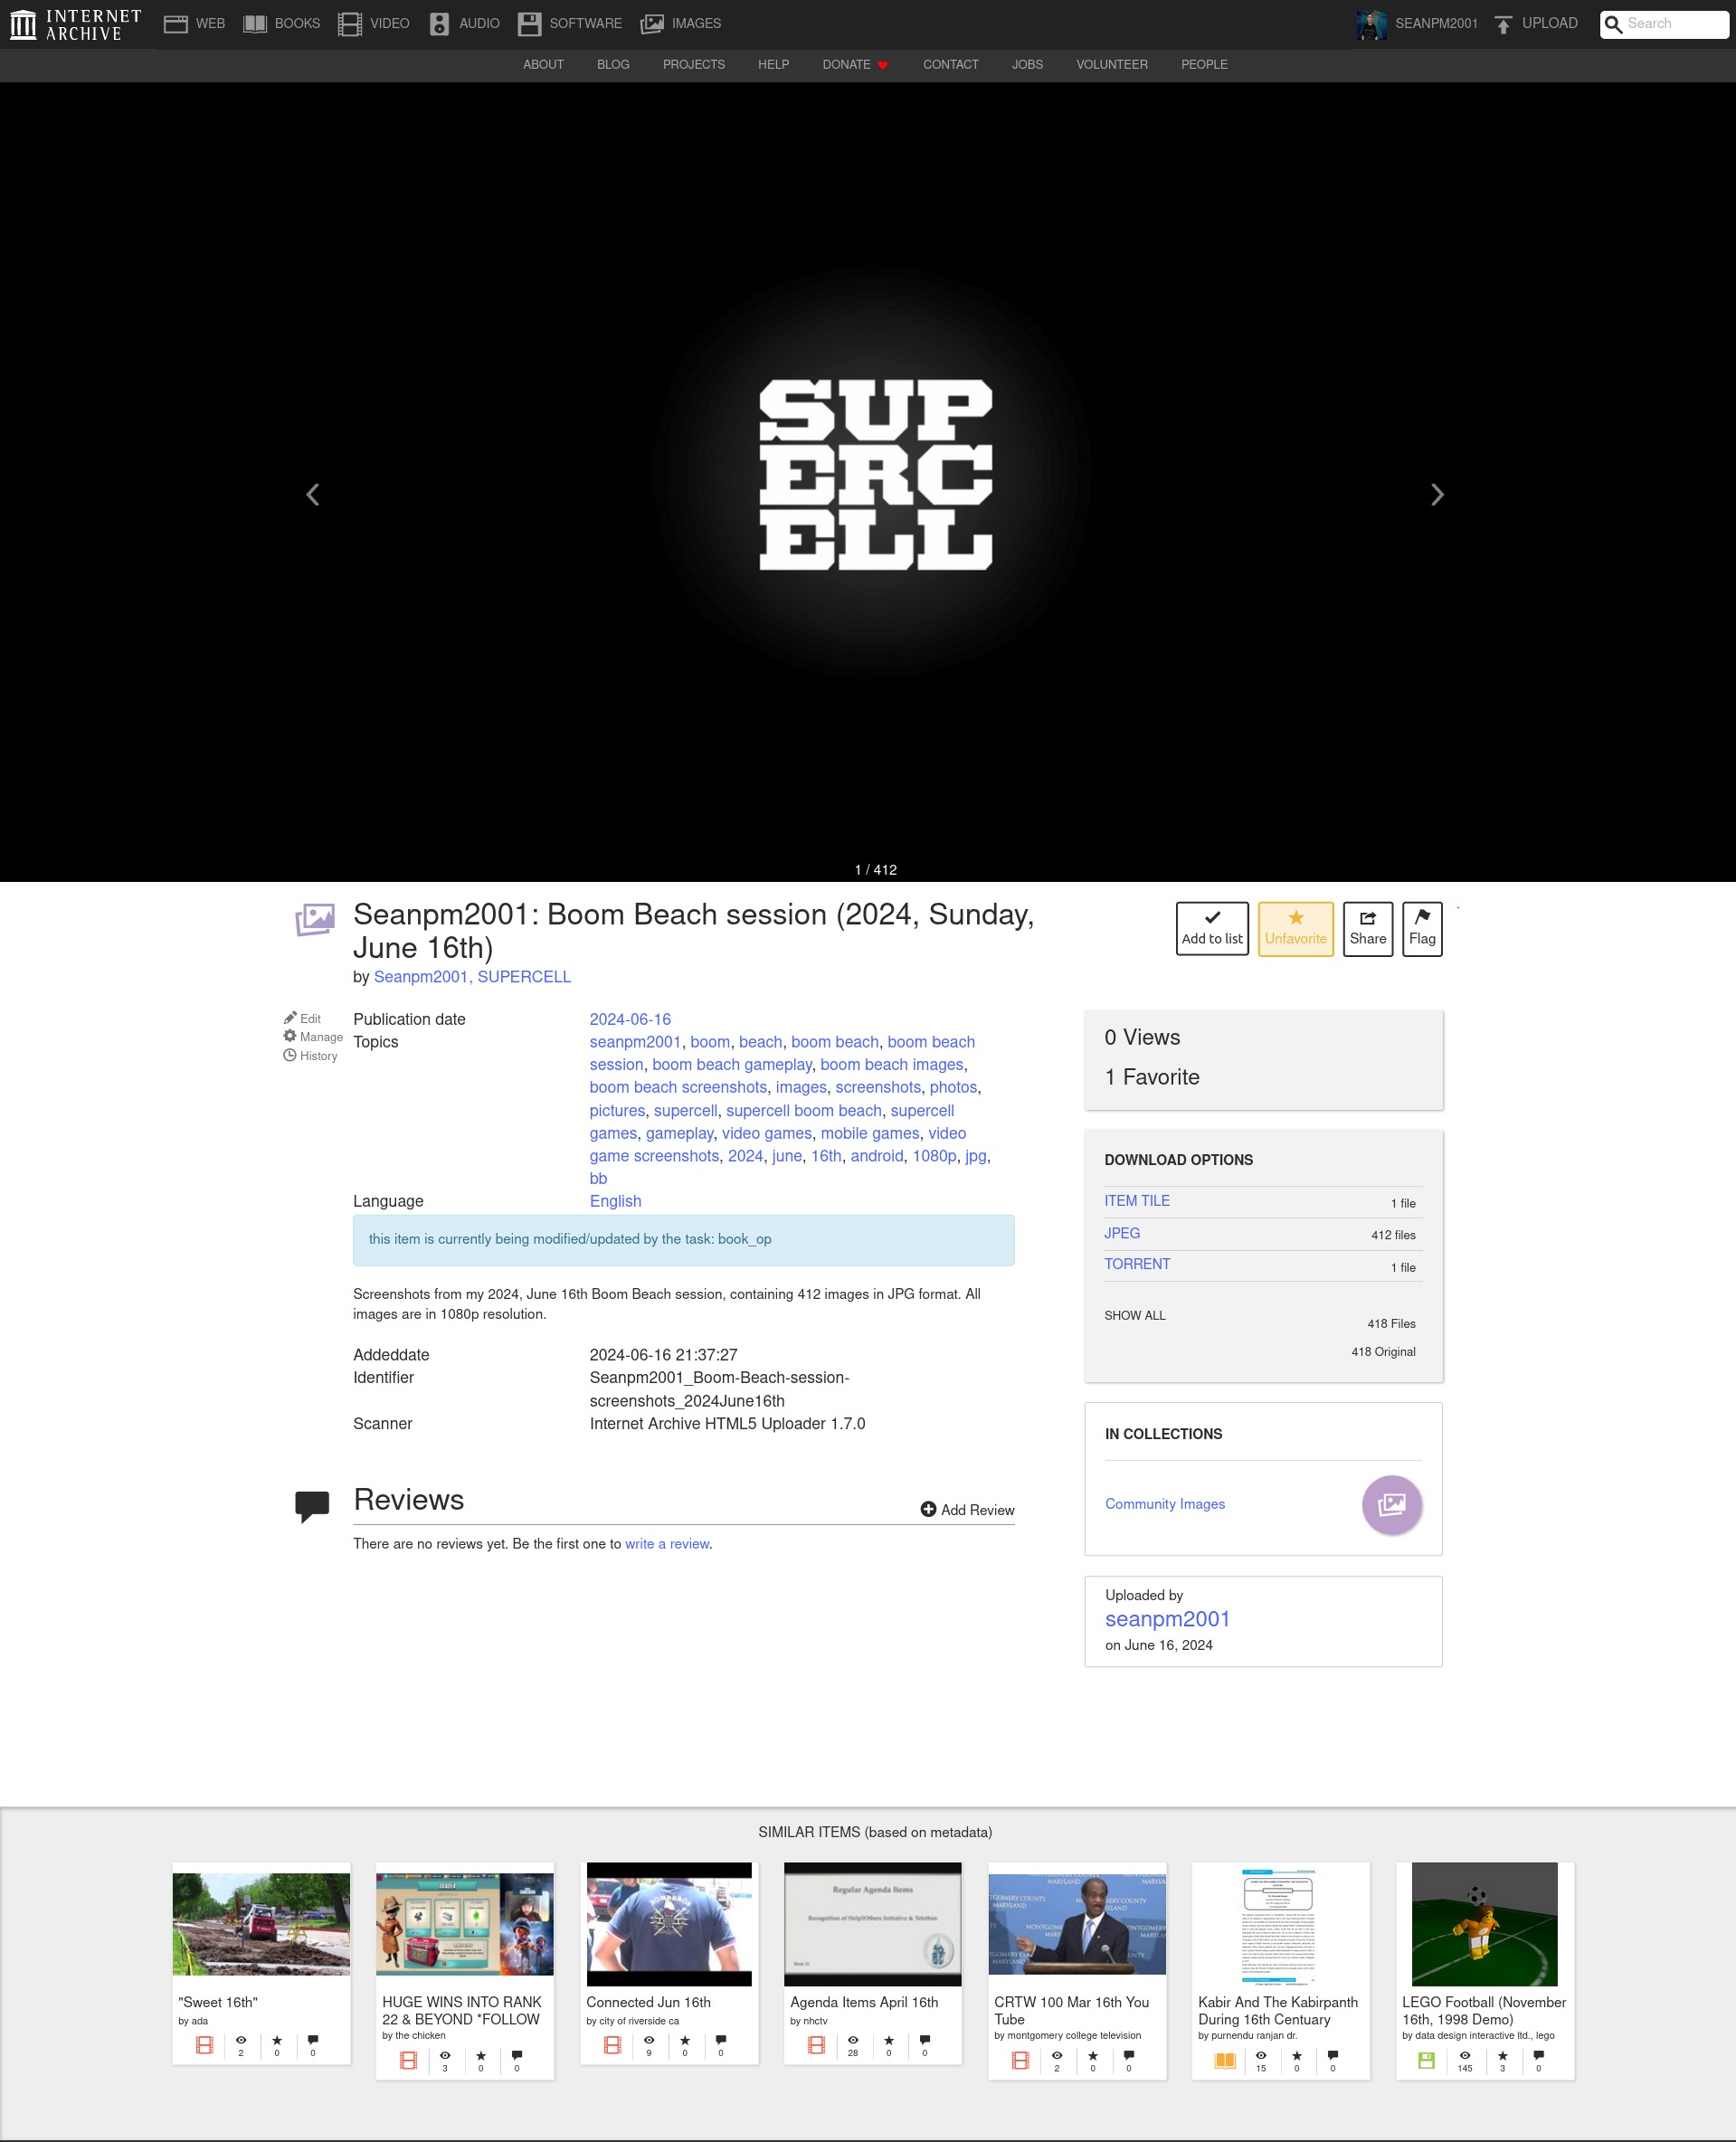 INTERNET
ARCHIVE
WEB
BOOKS
VIDEO
AUDIO
SOFTWARE
IMAGES
SEANPM2001
UPLOAD
Search
ABOUT
BLOG
PROJECTS
HELP
DONATE
CONTACT
JOBS
VOLUNTEER
PEOPLE
SUP
ERC
ELL
1 / 412
Seanpm2001: Boom Beach session (2024, Sunday,
June 16th)
by Seanpm2001, SUPERCELL
Add to list
Unfavorite
Share
Flag
Edit
Manage
History
Publication date 2024-06-16
Topics seanpm2001, boom, beach, boom beach, boom beach
session, boom beach gameplay, boom beach images,
boom beach screenshots, images, screenshots, photos,
pictures, supercell, supercell boom beach, supercell
games, gameplay, video games, mobile games, video
game screenshots, 2024, june, 16th, android, 1080p, jpg,
bb
Language English
this item is currently being modified/updated by the task: book_op
Screenshots from my 2024, June 16th Boom Beach session, containing 412 images in JPG format. All
images are in 1080p resolution.
Addeddate 2024-06-16 21:37:27
Identifier Seanpm2001_Boom-Beach-session-
screenshots_2024June16th
Scanner Internet Archive HTML5 Uploader 1.7.0
Reviews
Add Review
There are no reviews yet. Be the first one to write a review.
0 Views
1 Favorite
DOWNLOAD OPTIONS
ITEM TILE 1 file
JPEG 412 files
TORRENT 1 file
SHOW ALL
418 Files
418 Original
IN COLLECTIONS
Community Images
Uploaded by
seanpm2001
on June 16, 2024
SIMILAR ITEMS (based on metadata)
"Sweet 16th"
by ada
2 0 0
HUGE WINS INTO RANK
22 & BEYOND *FOLLOW
by the chicken
3 0 0
Connected Jun 16th
by city of riverside ca
9 0 0
Regular Agenda Items
Recognition of Help2Others Initiative & Telethon
Agenda Items April 16th
by nhctv
28 0 0
CRTW 100 Mar 16th You
Tube
by montgomery college television
2 0 0
Kabir And The Kabirpanth
During 16th Centuary
by purnendu ranjan dr.
15 0 0
LEGO Football (November
16th, 1998 Demo)
by data design interactive ltd., lego
145 3 0